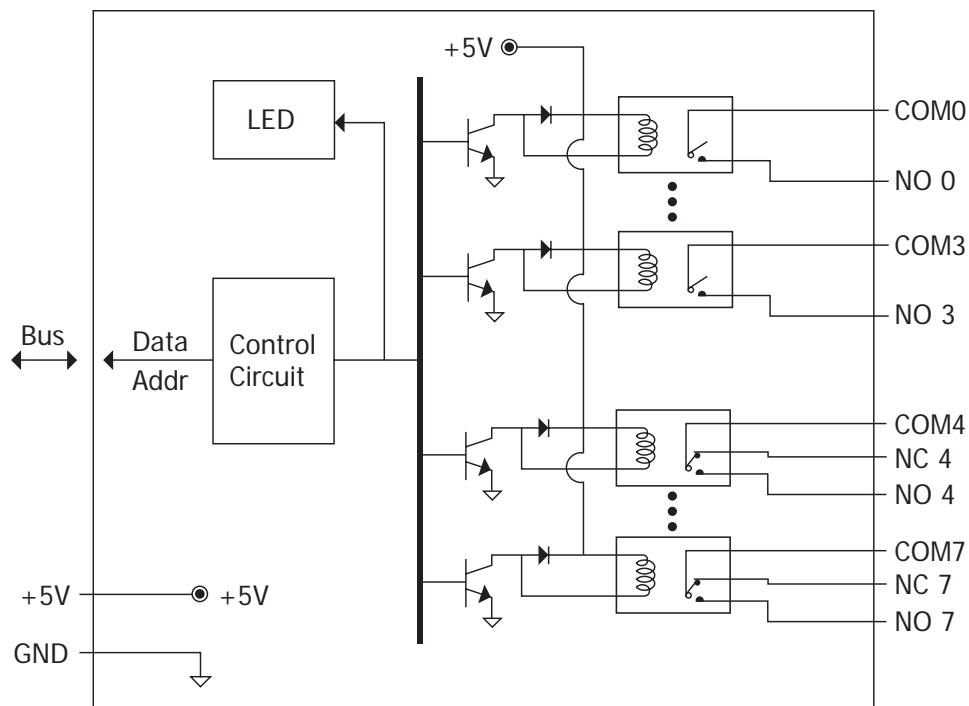 +5V
LED
COM0
NO 0
COM3
NO 3
Bus
Data
Addr
Control
Circuit
COM4
NC 4
NO 4
COM7
NC 7
NO 7
+5V
+5V
GND